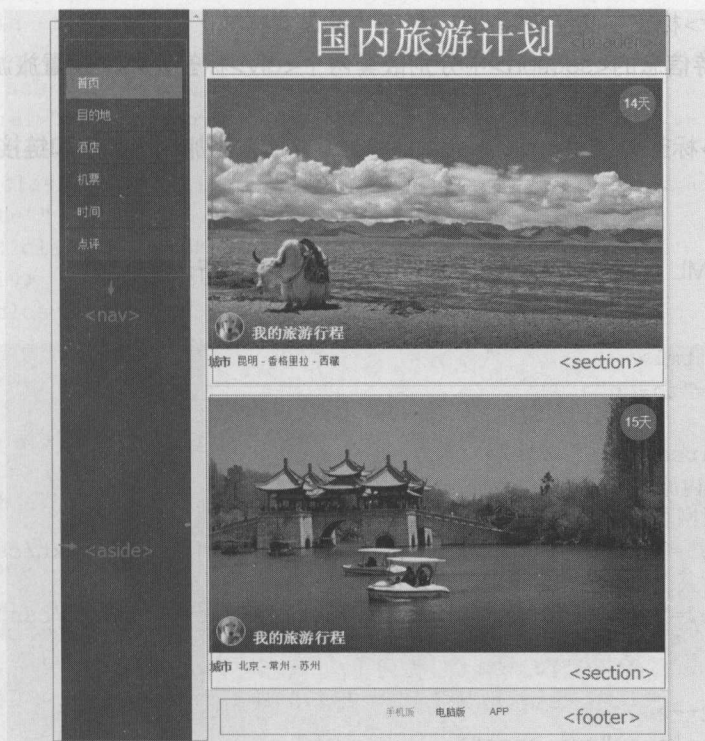 国内旅游计划
首页
目的地
酒店
机票
时间
点评
<nav>
<aside>
14天
我的旅游行程
城市 昆明 - 香格里拉 - 西藏
<section>
15天
我的旅游行程
城市 北京 - 常州 - 苏州
<section>
手机版 电脑版 APP
<footer>